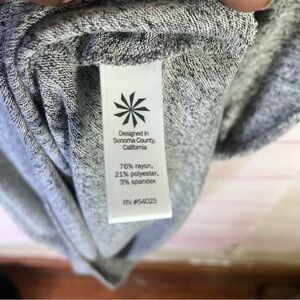 Designed in
Sonoma County,
California
76% rayon,
21% polyester,
3% spandex
RN #54023